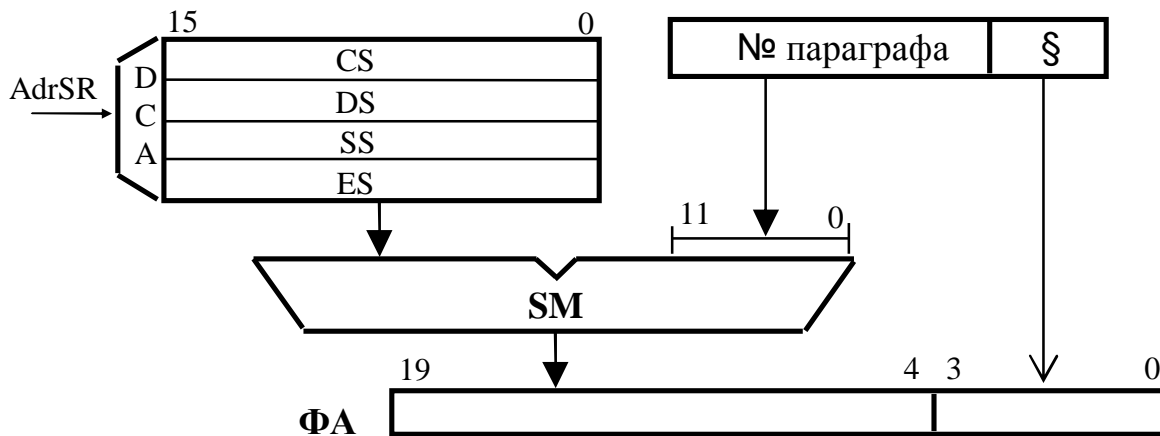 15 0
CS
№ параграфа §
AdrSR
D
C
A
DS
SS
ES
11 0
SM
19 4 3 0
ФА